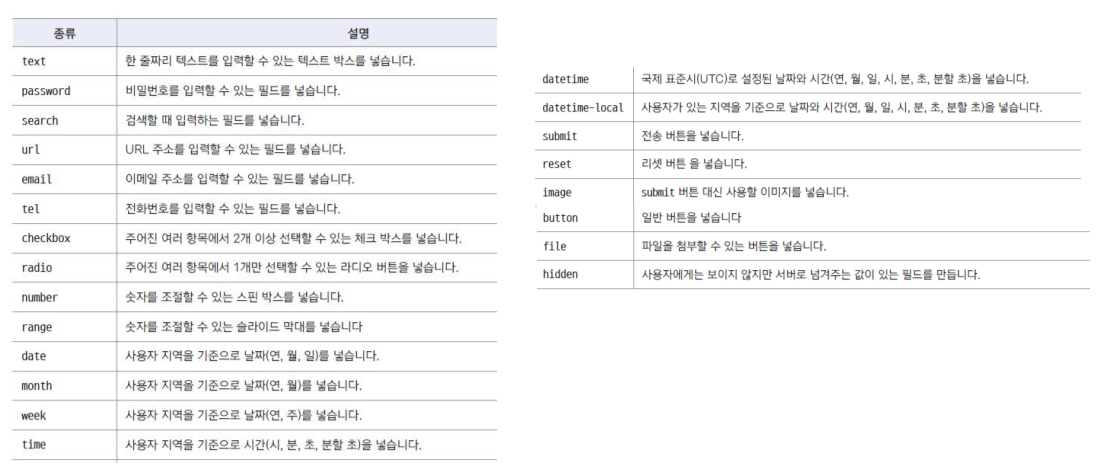 종류 설명
text 한 줄짜리 텍스트를 입력할 수 있는 텍스트 박스를 넣습니다.
password 비밀번호를 입력할 수 있는 필드를 넣습니다.
search 검색할 때 입력하는 필드를 넣습니다.
url URL 주소를 입력할 수 있는 필드를 넣습니다.
email 이메일 주소를 입력할 수 있는 필드를 넣습니다.
tel 전화번호를 입력할 수 있는 필드를 넣습니다.
checkbox 주어진 여러 항목에서 2개 이상 선택할 수 있는 체크 박스를 넣습니다.
radio 주어진 여러 항목에서 1개만 선택할 수 있는 라디오 버튼을 넣습니다.
number 숫자를 조절할 수 있는 스핀 박스를 넣습니다.
range 숫자를 조절할 수 있는 슬라이드 막대를 넣습니다
date 사용자 지역을 기준으로 날짜(연, 월, 일)를 넣습니다.
month 사용자 지역을 기준으로 날짜(연, 월)를 넣습니다.
week 사용자 지역을 기준으로 날짜(연, 주)를 넣습니다.
time 사용자 지역을 기준으로 시간(시, 분, 초, 분할 초)을 넣습니다.
datetime 국제 표준시(UTC)로 설정된 날짜와 시간(연, 월, 일, 시, 분, 초, 분할 초)을 넣습니다.
datetime-local 사용자가 있는 지역을 기준으로 날짜와 시간(연, 월, 일, 시, 분, 초, 분할 초)을 넣습니다.
submit 전송 버튼을 넣습니다.
reset 리셋 버튼 을 넣습니다.
image submit 버튼 대신 사용할 이미지를 넣습니다.
button 일반 버튼을 넣습니다
file 파일을 첨부할 수 있는 버튼을 넣습니다.
hidden 사용자에게는 보이지 않지만 서버로 넘겨주는 값이 있는 필드를 만듭니다.